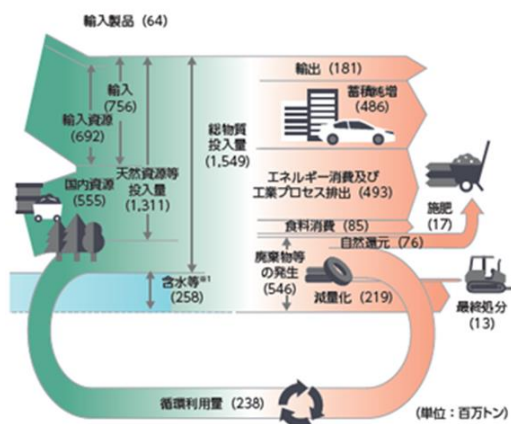 輸入製品 (64)
輸入
(756)
輸入資源
(692)
国内資源
(555)
天然資源等
投入量
(1,311)
総物質
投入量
(1,549)
含水等※1
(258)
輸出 (181)
蓄積純増
(486)
エネルギー消費及び
工業プロセス排出 (493)
食料消費 (85)
自然還元 (76)
施肥
(17)
廃棄物等
の発生
(546)
減量化 (219)
最終処分
(13)
循環利用量 (238)
(単位:百万トン)